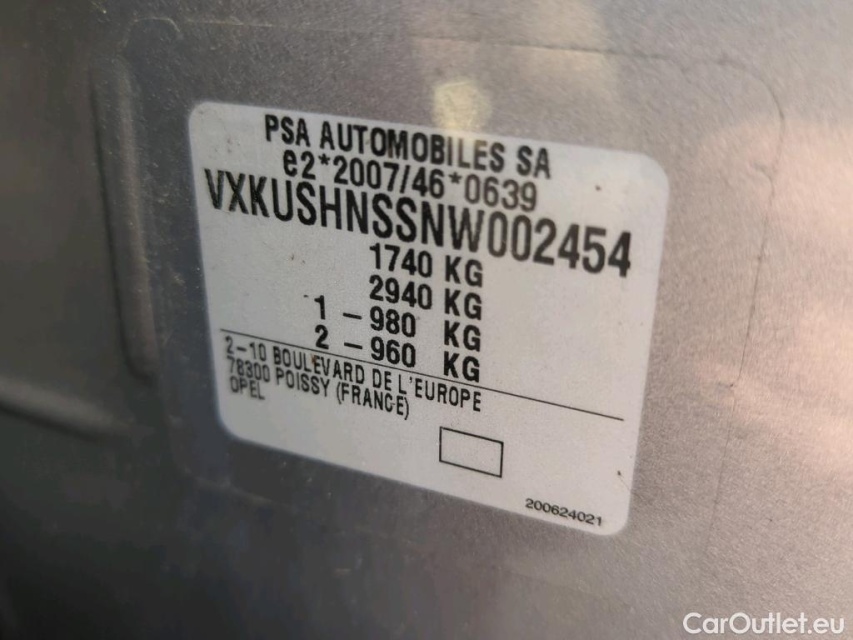 PSA AUTOMOBILES SA
e2*2007/46*0639
VXKUSHNSSNW002454
1740 KG
2940 KG
1 - 980 KG
2 - 960 KG
2-10 BOULEVARD DE L'EUROPE
78300 POISSY (FRANCE)
OPEL
200624021
CarOutlet.eu